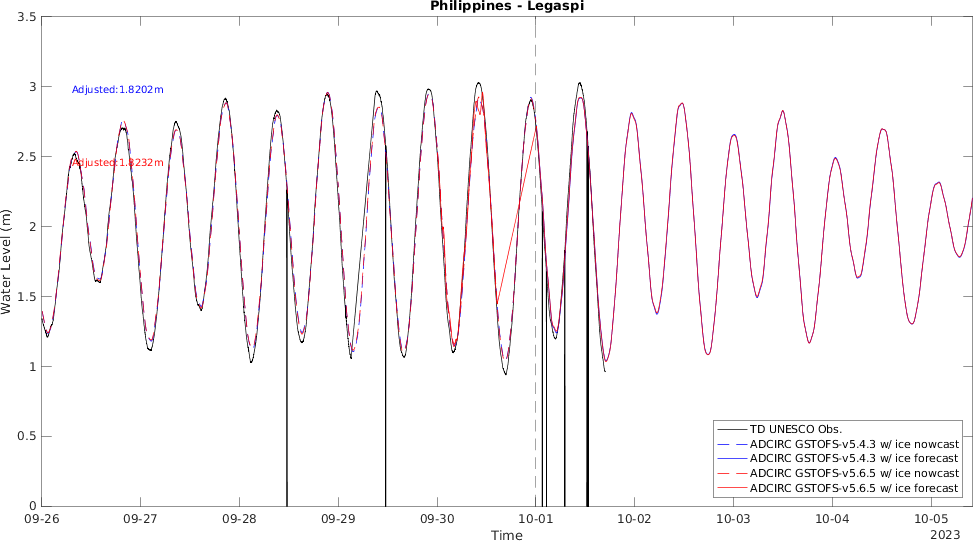 Philippines - Legaspi
3.5
3
2.5
2
1.5
1
0.5
0
Water Level (m)
Adjusted:1.8202m
Adjusted:1.8232m
TD UNESCO Obs.
ADCIRC GSTOFS-v5.4.3 w/ ice nowcast
ADCIRC GSTOFS-v5.4.3 w/ ice forecast
ADCIRC GSTOFS-v5.6.5 w/ ice nowcast
ADCIRC GSTOFS-v5.6.5 w/ ice forecast
09-26 09-27 09-28 09-29 09-30 10-01 10-02 10-03 10-04 10-05
Time
2023